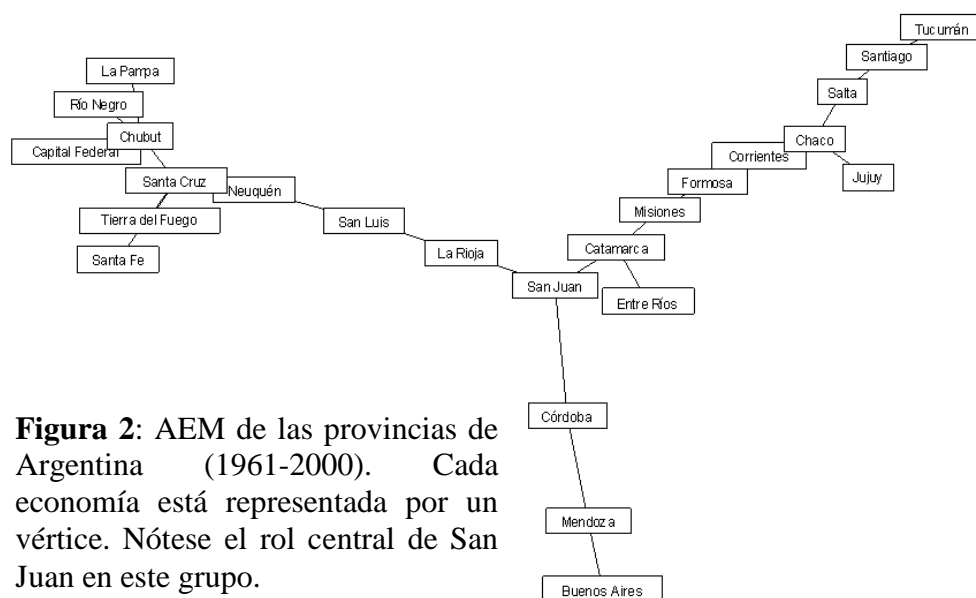 Tucumán
Santiago
La Pampa
Salta
Río Negro
Chubut
Chaco
Capital Federal
Corrientes
Jujuy
Santa Cruz
Formosa
Neuquén
Misiones
Tierra del Fuego
San Luis
Catamarca
Santa Fe
La Rioja
San Juan
Entre Ríos
Córdoba
Figura 2: AEM de las provincias de
Argentina (1961-2000). Cada
economía está representada por un
vértice. Nótese el rol central de San
Juan en este grupo.
Mendoza
Buenos Aires